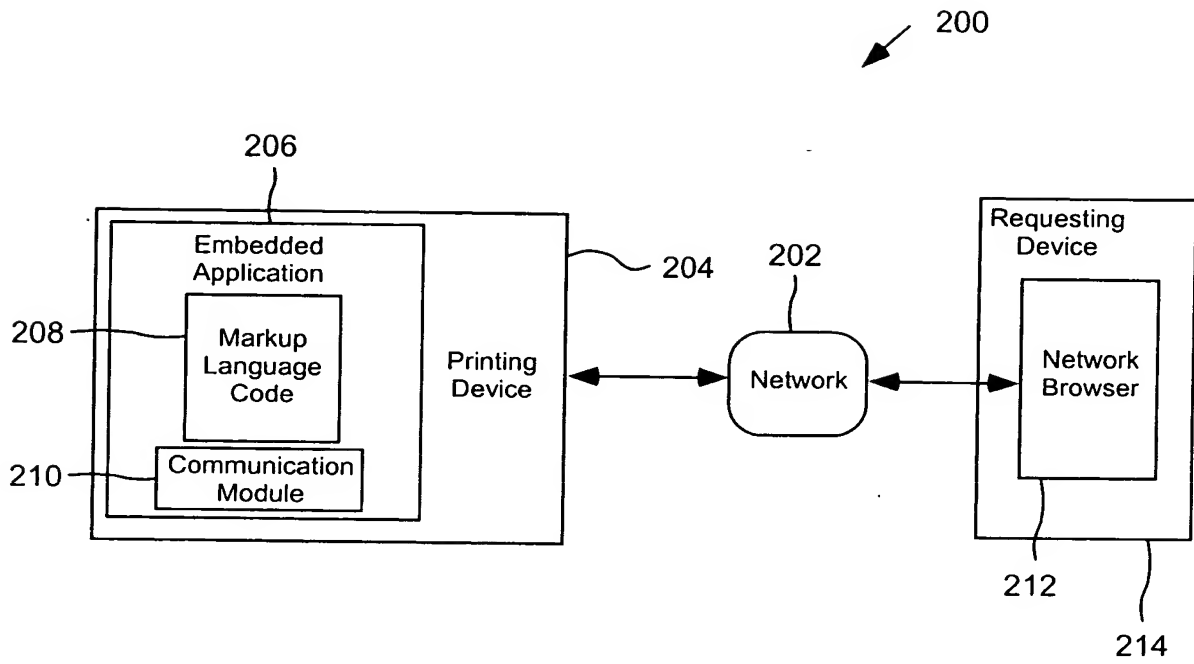 200
206
Embedded
Application
204
208
Markup
Language
Code
Printing
Device
210
Communication
Module
202
Network
Requesting
Device
Network
Browser
212
214